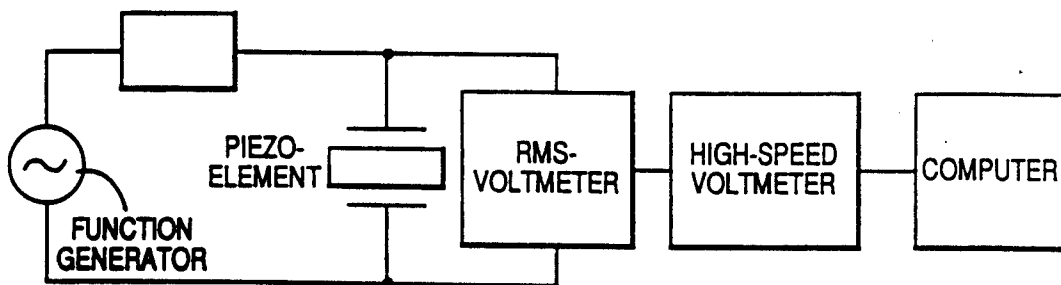 PIEZO-
ELEMENT
RMS-
VOLTMETER
HIGH-SPEED
VOLTMETER
COMPUTER
FUNCTION
GENERATOR